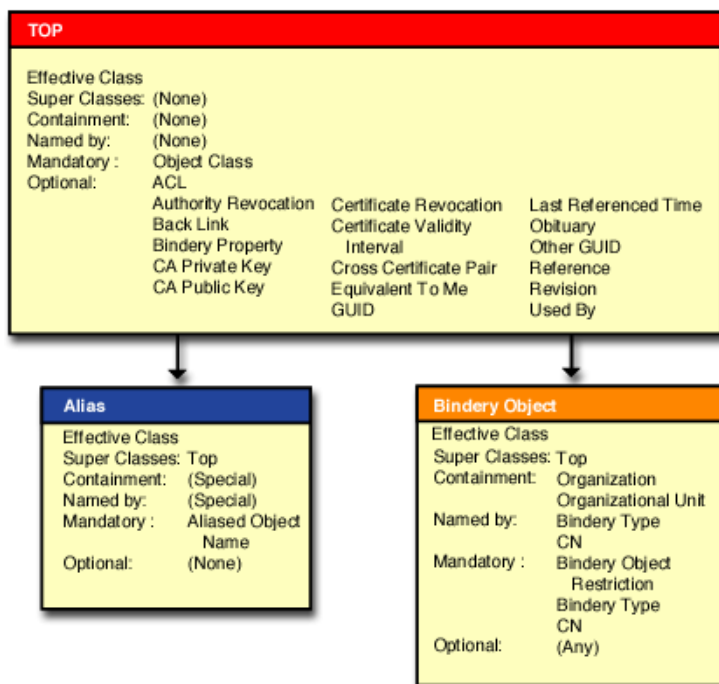 TOP
Effective Class
Super Classes: (None)
Containment: (None)
Named by: (None)
Mandatory : Object Class
Optional: ACL
Authority Revocation Certificate Revocation Last Referenced Time
Back Link Certificate Validity Obituary
Bindery Property Interval Other GUID
CA Private Key Cross Certificate Pair Reference
CA Public Key Equivalent To Me Revision
GUID Used By
Alias
Effective Class
Super Classes: Top
Containment: (Special)
Named by: (Special)
Mandatory : Aliased Object
Name
Optional: (None)
Bindery Object
Effective Class
Super Classes: Top
Containment: Organization
Organizational Unit
Named by: Bindery Type
CN
Mandatory : Bindery Object
Restriction
Bindery Type
CN
Optional: (Any)